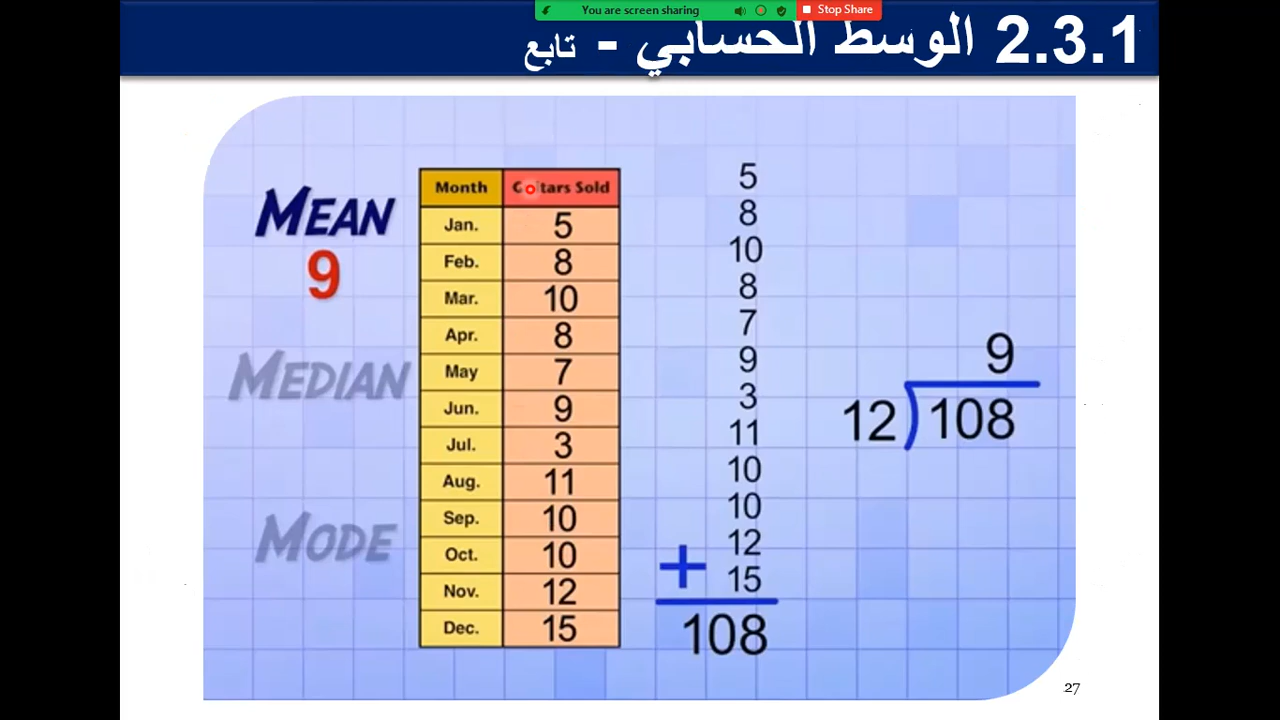 You are screen sharing
Stop Share
2.3.1 الوسط الحسابي - تابع
MEAN
9
MEDIAN
MODE
Month Guitars Sold
Jan. 5
Feb. 8
Mar. 10
Apr. 8
May 7
Jun. 9
Jul. 3
Aug. 11
Sep. 10
Oct. 10
Nov. 12
Dec. 15
5
8
10
8
7
9
3
11
10
10
12
+ 15
108
9
12 ) 108
27